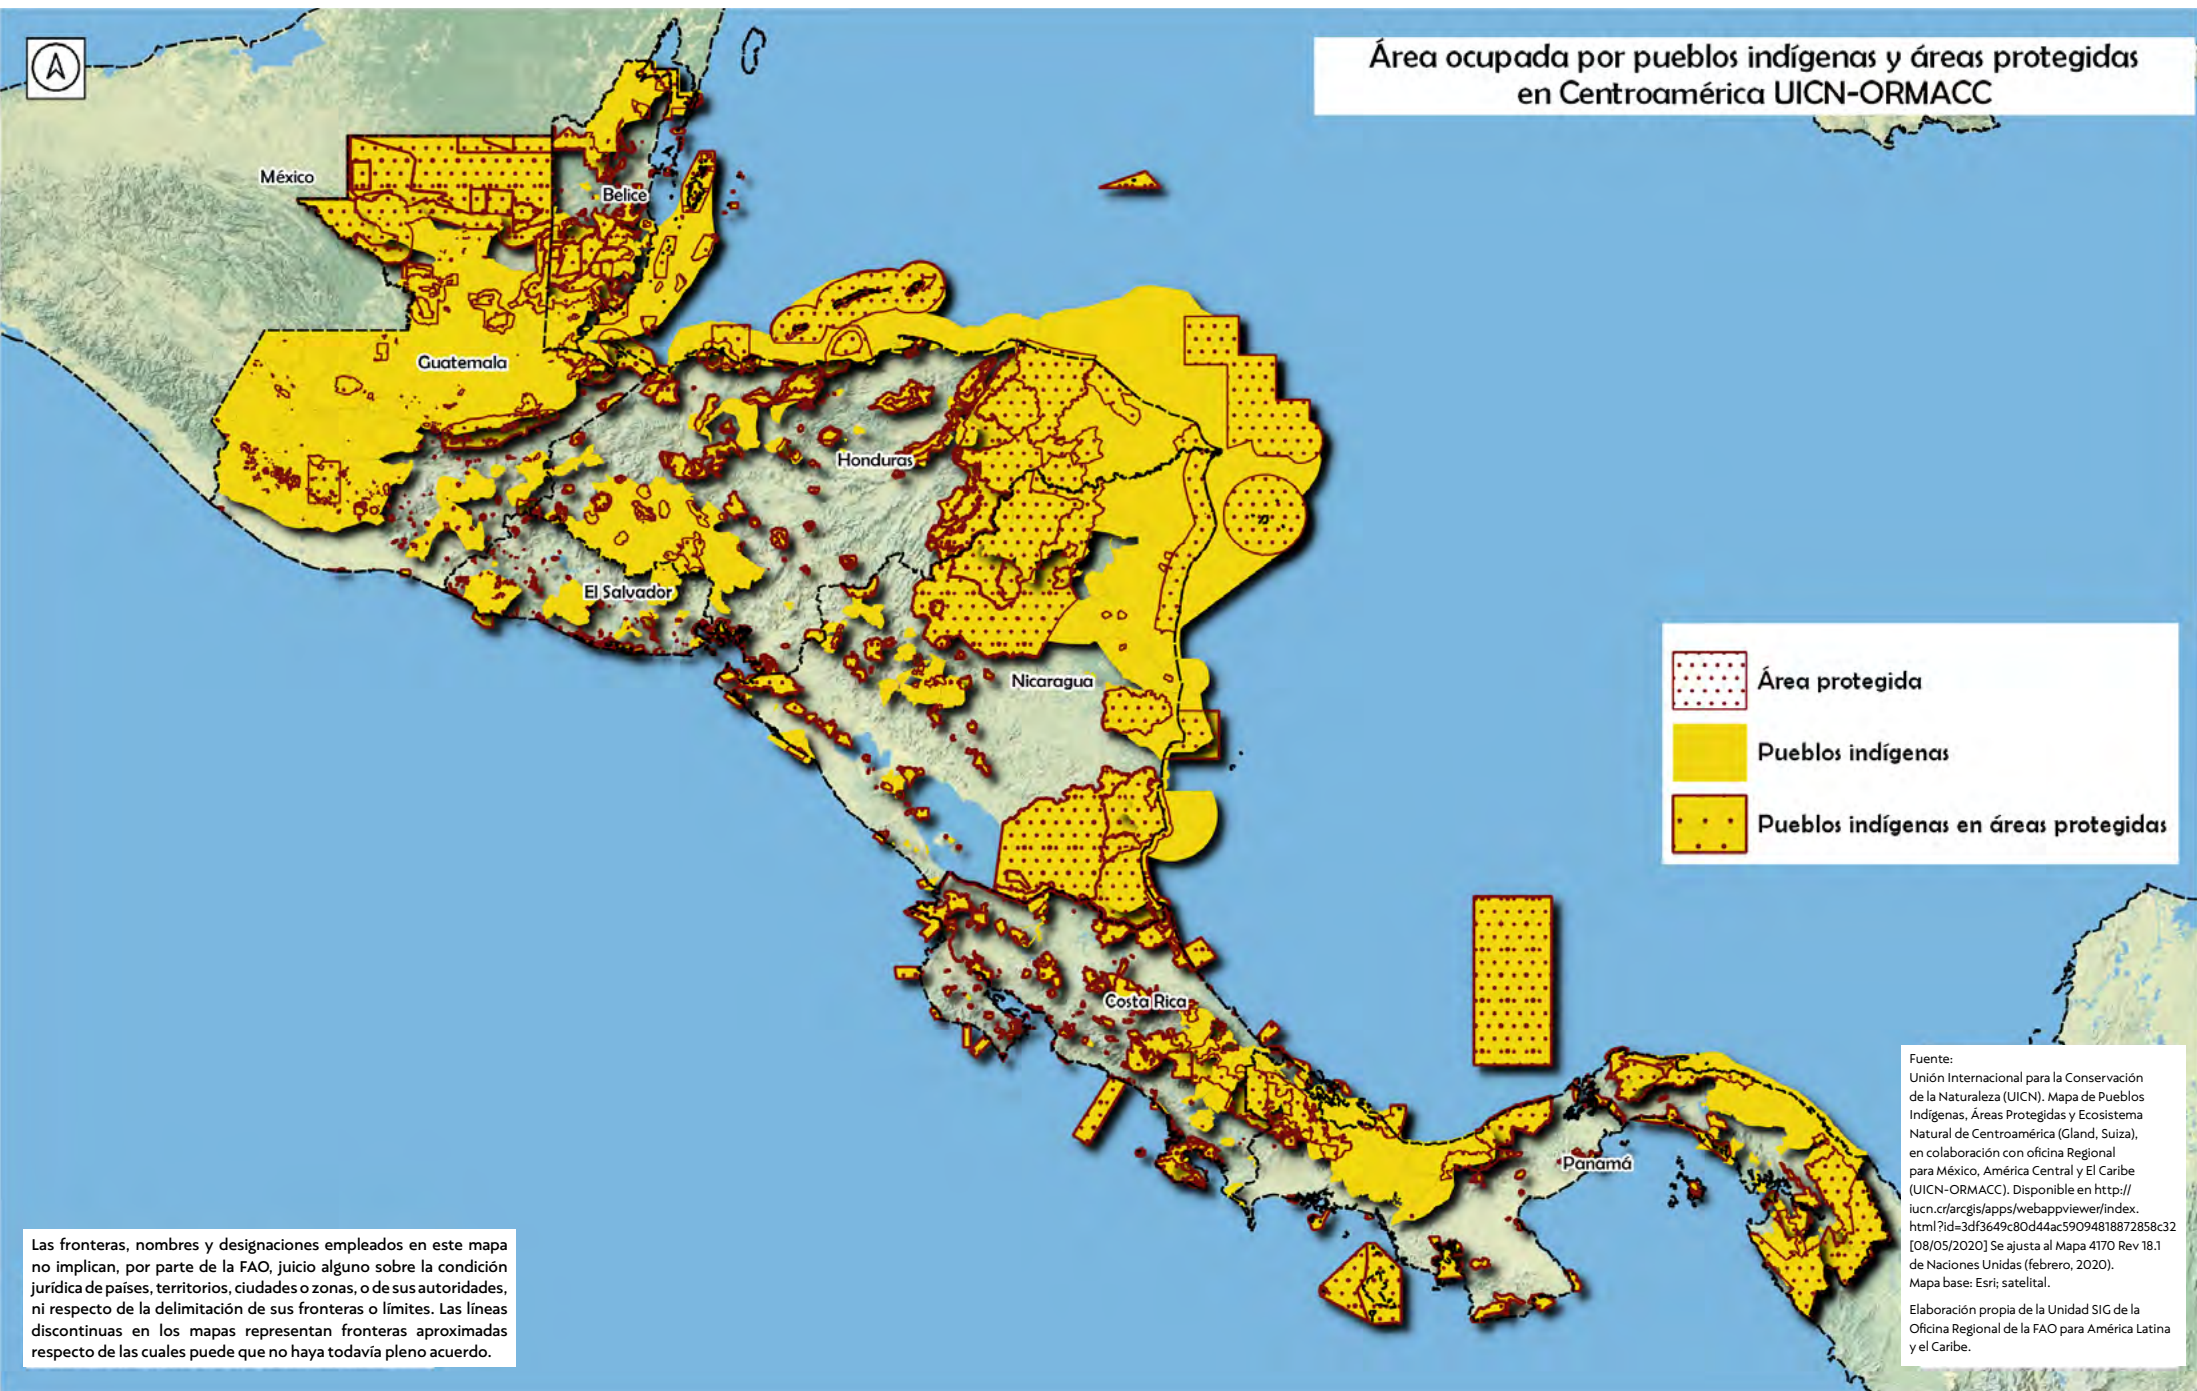 Área ocupada por pueblos indígenas y áreas protegidas
en Centroamérica UICN-ORMACC
México
Belice
Guatemala
Honduras
El Salvador
Nicaragua
Costa Rica
Panamá
Área protegida
Pueblos indígenas
Pueblos indígenas en áreas protegidas
Fuente:
Unión Internacional para la Conservación
de la Naturaleza (UICN). Mapa de Pueblos
Indígenas, Áreas Protegidas y Ecosistema
Natural de Centroamérica (Gland, Suiza),
en colaboración con oficina Regional
para México, América Central y El Caribe
(UICN-ORMACC). Disponible en http://
iucn.cr/arcgis/apps/webappviewer/index.
html?id=3df3649c80d44ac59094818872858c32
[08/05/2020] Se ajusta al Mapa 4170 Rev 18.1
de Naciones Unidas (febrero, 2020).
Mapa base: Esri; satelital.
Elaboración propia de la Unidad SIG de la
Oficina Regional de la FAO para América Latina
y el Caribe.
Las fronteras, nombres y designaciones empleados en este mapa
no implican, por parte de la FAO, juicio alguno sobre la condición
jurídica de países, territorios, ciudades o zonas, o de sus autoridades,
ni respecto de la delimitación de sus fronteras o límites. Las líneas
discontinuas en los mapas representan fronteras aproximadas
respecto de las cuales puede que no haya todavía pleno acuerdo.